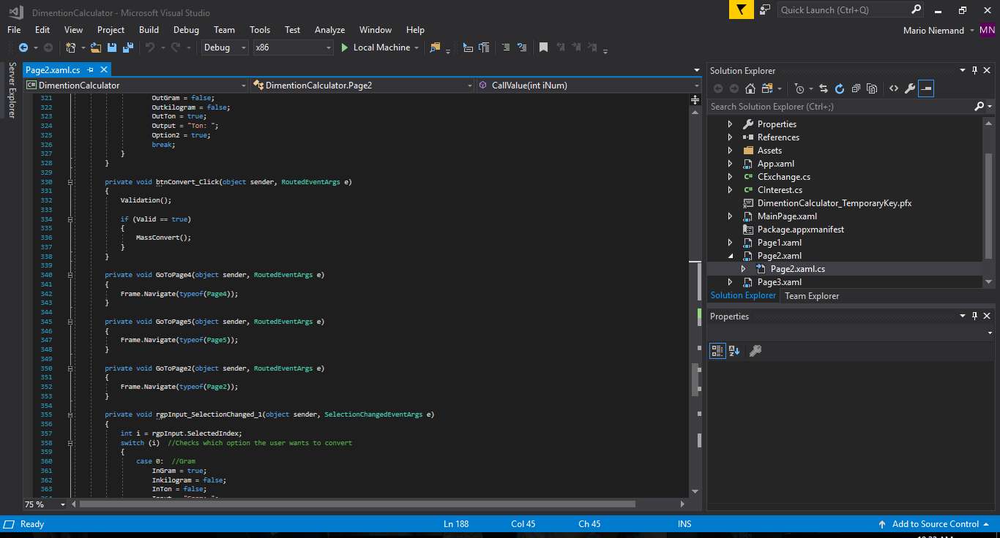 DimentionCalculator - Microsoft Visual Studio
Quick Launch (Ctrl+Q)
File Edit View Project Build Debug Team Tools Test Analyze Window Help
Mario Niemand MN
Debug x86 Local Machine
Server Explorer
Page2.xaml.cs
C# DimentionCalculator DimentionCalculator.Page2 CallValue(int iNum)
321 OutGram = false;
322 Outkilogram = false;
323 OutTon = true;
324 Output = "Ton: ";
325 Option2 = true;
326 break;
327 }
328 }
329
330 private void btnConvert_Click(object sender, RoutedEventArgs e)
331 {
332 Validation();
333
334 if (Valid == true)
335 {
336 MassConvert();
337 }
338 }
339
340 private void GoToPage4(object sender, RoutedEventArgs e)
341 {
342 Frame.Navigate(typeof(Page4));
343 }
344
345 private void GoToPage5(object sender, RoutedEventArgs e)
346 {
347 Frame.Navigate(typeof(Page5));
348 }
349
350 private void GoToPage2(object sender, RoutedEventArgs e)
351 {
352 Frame.Navigate(typeof(Page2));
353 }
354
355 private void rgpInput_SelectionChanged_1(object sender, SelectionChangedEventArgs e)
356 {
357 int i = rgpInput.SelectedIndex;
358 switch (i) //Checks which option the user wants to convert
359 {
360 case 0: //Gram
361 InGram = true;
362 Inkilogram = false;
363 InTon = false;
75 %
Solution Explorer
Search Solution Explorer (Ctrl+;)
Properties
References
Assets
App.xaml
C# CExchange.cs
C# CInterest.cs
DimentionCalculator_TemporaryKey.pfx
MainPage.xaml
Package.appxmanifest
Page1.xaml
Page2.xaml
Page2.xaml.cs
Page3.xaml
Solution Explorer Team Explorer
Properties
Ready Ln 188 Col 45 Ch 45 INS Add to Source Control